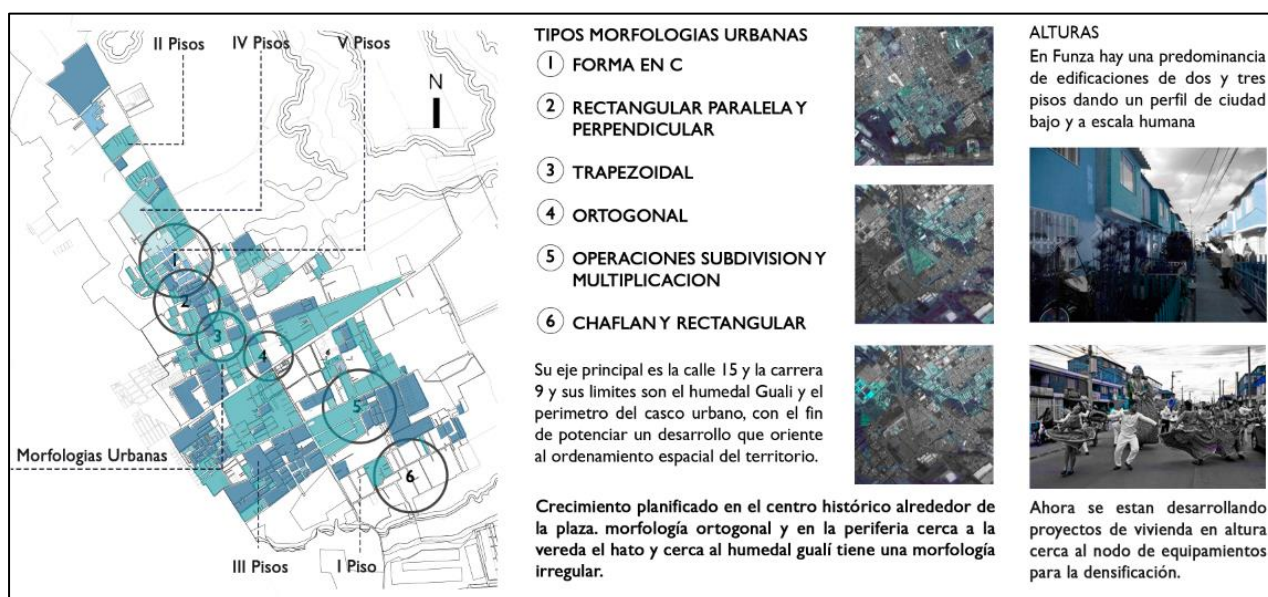 II Pisos
IV Pisos
V Pisos
N
1
2
3
4
5
6
Morfologias Urbanas
III Pisos
I Piso
TIPOS MORFOLOGIAS URBANAS
1 FORMA EN C
2 RECTANGULAR PARALELA Y
PERPENDICULAR
3 TRAPEZOIDAL
4 ORTOGONAL
5 OPERACIONES SUBDIVISION Y
MULTIPLICACION
6 CHAFLAN Y RECTANGULAR
Su eje principal es la calle 15 y la carrera
9 y sus limites son el humedal Guali y el
perimetro del casco urbano, con el fin
de potenciar un desarrollo que oriente
al ordenamiento espacial del territorio.
Crecimiento planificado en el centro histórico alrededor de
la plaza. morfología ortogonal y en la periferia cerca a la
vereda el hato y cerca al humedal gualí tiene una morfología
irregular.
ALTURAS
En Funza hay una predominancia
de edificaciones de dos y tres
pisos dando un perfil de ciudad
bajo y a escala humana
Ahora se estan desarrollando
proyectos de vivienda en altura
cerca al nodo de equipamientos
para la densificación.